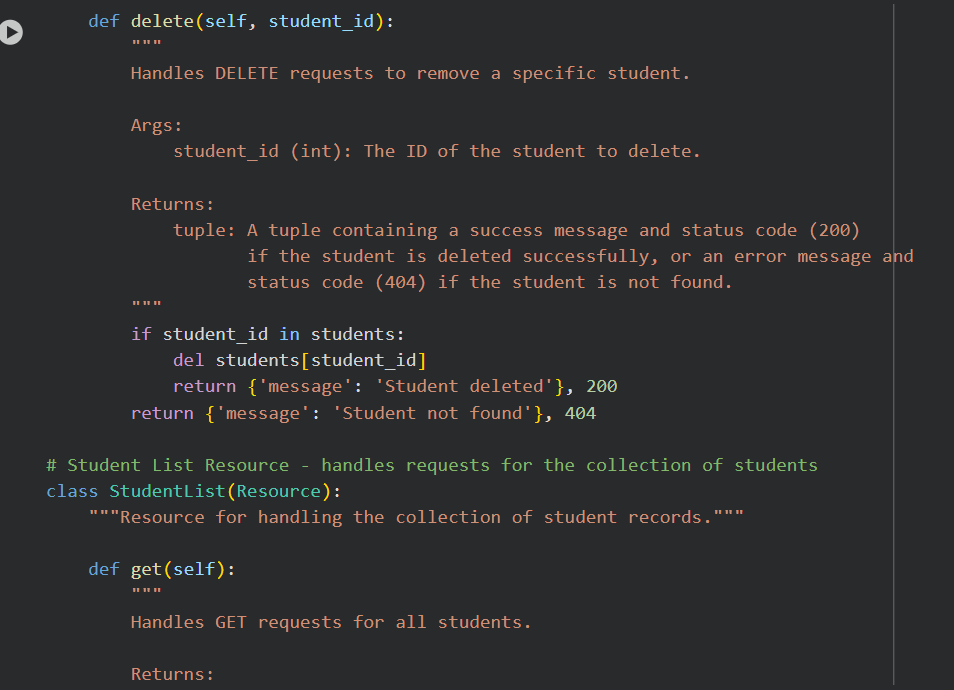 def delete(self, student_id):
"""
Handles DELETE requests to remove a specific student.
Args:
student_id (int): The ID of the student to delete.
Returns:
tuple: A tuple containing a success message and status code (200)
if the student is deleted successfully, or an error message and
status code (404) if the student is not found.
"""
if student_id in students:
del students[student_id]
return {'message': 'Student deleted'}, 200
return {'message': 'Student not found'}, 404
# Student List Resource - handles requests for the collection of students
class StudentList(Resource):
"""Resource for handling the collection of student records."""
def get(self):
"""
Handles GET requests for all students.
Returns: